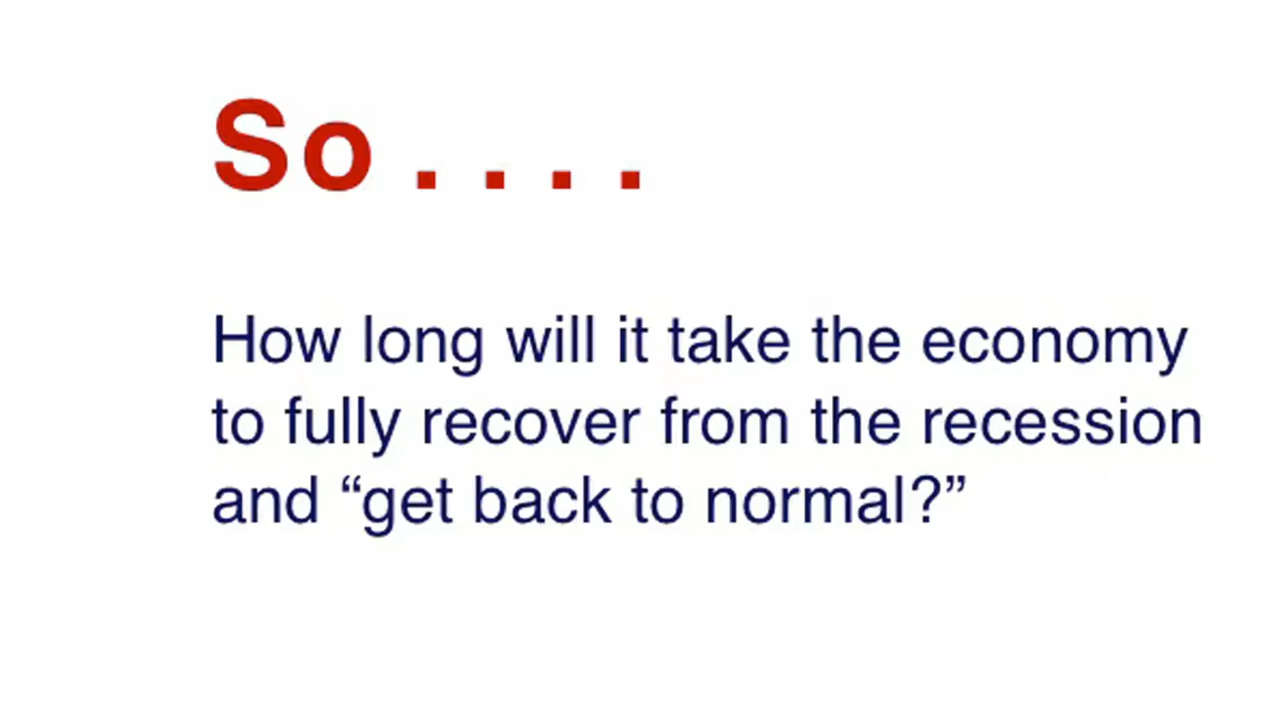 So . . . .
How long will it take the economy
to fully recover from the recession
and “get back to normal?”